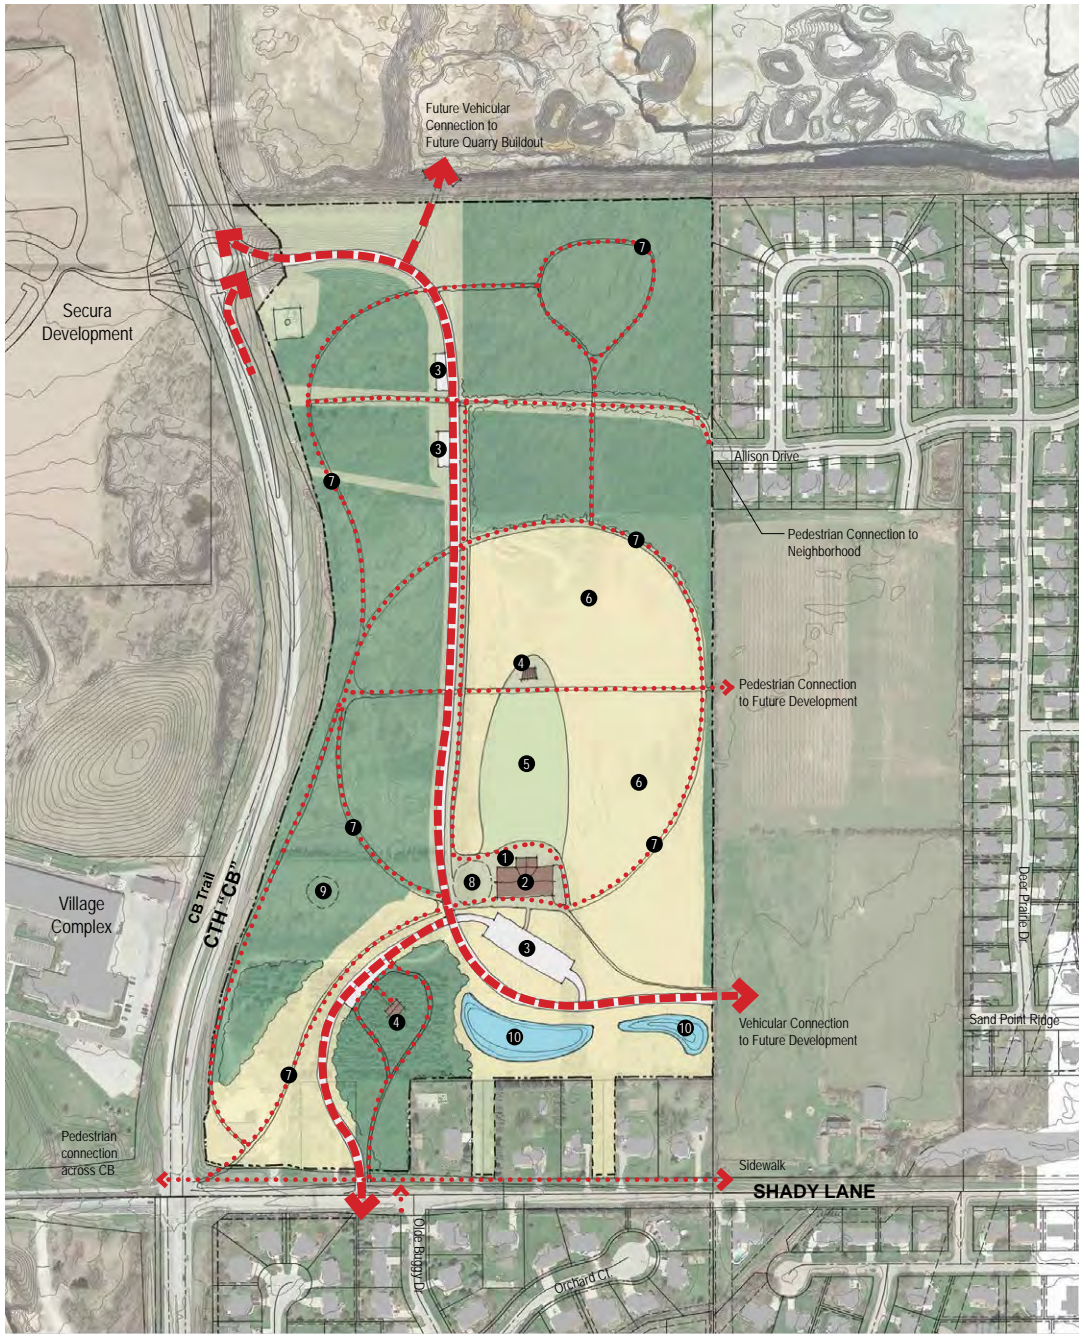 Future Vehicular
Connection to
Future Quarry Buildout
7
Secura
Development
3
3
Allison Drive
7
Pedestrian Connection to
Neighborhood
7
6
4
Pedestrian Connection
to Future Development
5
6
7
7
1
2
8
9
CB Trail
CTH "CB"
Village
Complex
Deer Prairie Dr.
3
4
10
10
Vehicular Connection
to Future Development
Sand Point Ridge
7
Pedestrian
connection
across CB
Sidewalk
SHADY LANE
Olde Buggy Dr.
Orchard Ct.